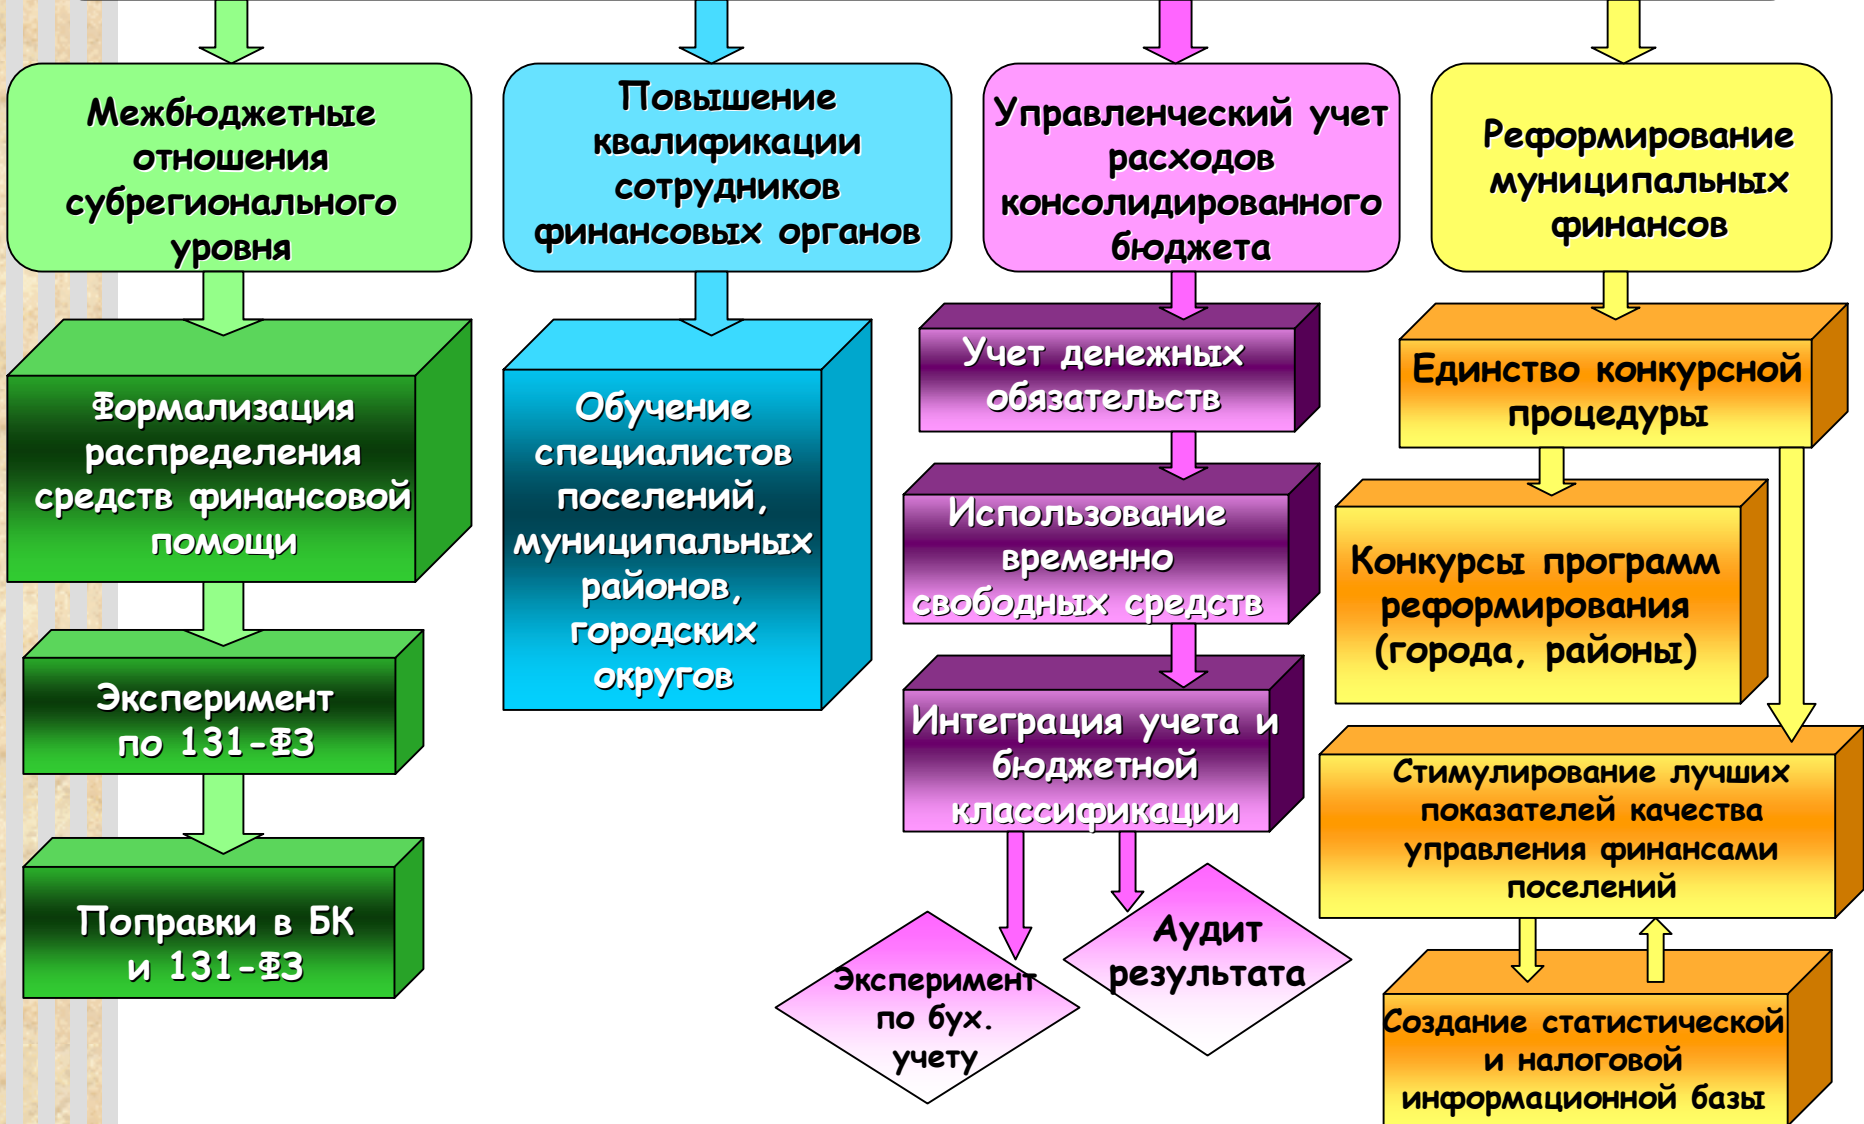 Межбюджетные
отношения
субрегионального
уровня
Формализация
распределения
средств финансовой
помощи
Эксперимент
по 131-ФЗ
Поправки в БК
и 131-ФЗ
Повышение
квалификации
сотрудников
финансовых органов
Обучение
специалистов
поселений,
муниципальных
районов,
городских
округов
Управленческий учет
расходов
консолидированного
бюджета
Учет денежных
обязательств
Использование
временно
свободных средств
Интеграция учета и
бюджетной
классификации
Эксперимент
по бух.
учету
Аудит
результата
Реформирование
муниципальных
финансов
Единство конкурсной
процедуры
Конкурсы программ
реформирования
(города, районы)
Стимулирование лучших
показателей качества
управления финансами
поселений
Создание статистической
и налоговой
информационной базы